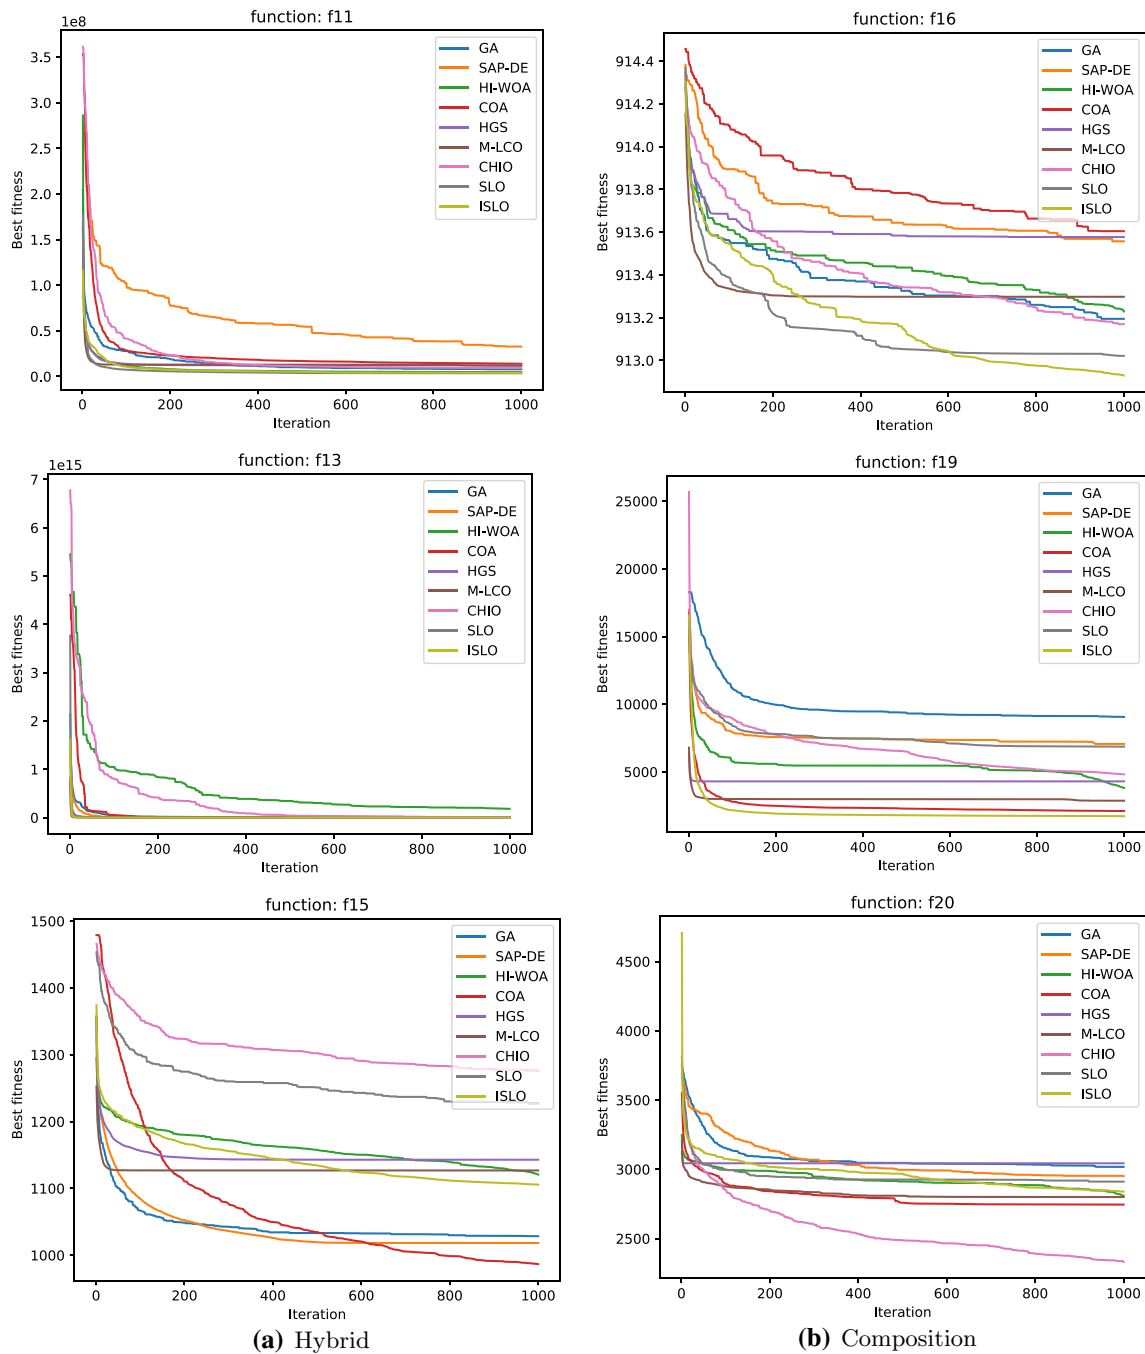 function: f11
1e8
Best fitness
3.5
3.0
2.5
2.0
1.5
1.0
0.5
0.0
GA
SAP-DE
HI-WOA
COA
HGS
M-LCO
CHIO
SLO
ISLO
0 200 400 600 800 1000
Iteration
function: f16
Best fitness
914.4
914.2
914.0
913.8
913.6
913.4
913.2
913.0
GA
SAP-DE
HI-WOA
COA
HGS
M-LCO
CHIO
SLO
ISLO
0 200 400 600 800 1000
Iteration
function: f13
1e15
Best fitness
7
6
5
4
3
2
1
0
GA
SAP-DE
HI-WOA
COA
HGS
M-LCO
CHIO
SLO
ISLO
0 200 400 600 800 1000
Iteration
function: f19
Best fitness
25000
20000
15000
10000
5000
GA
SAP-DE
HI-WOA
COA
HGS
M-LCO
CHIO
SLO
ISLO
0 200 400 600 800 1000
Iteration
function: f15
Best fitness
1500
1400
1300
1200
1100
1000
GA
SAP-DE
HI-WOA
COA
HGS
M-LCO
CHIO
SLO
ISLO
0 200 400 600 800 1000
Iteration
function: f20
Best fitness
4500
4000
3500
3000
2500
GA
SAP-DE
HI-WOA
COA
HGS
M-LCO
CHIO
SLO
ISLO
0 200 400 600 800 1000
Iteration
(a) Hybrid
(b) Composition